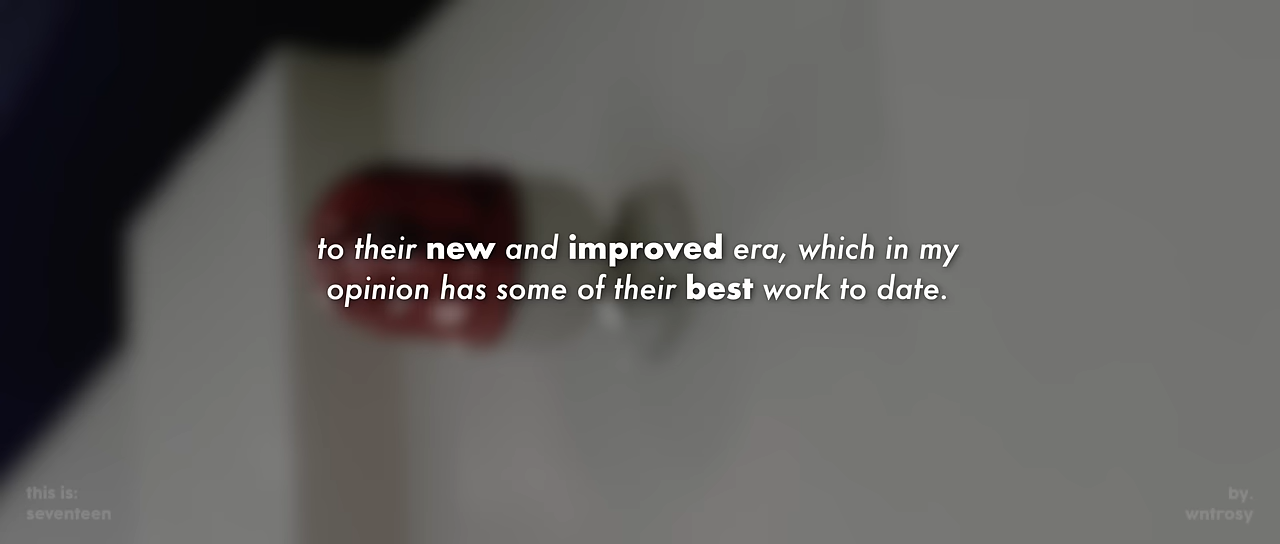 to their new and improved era, which in my
opinion has some of their best work to date.
this is:
seventeen
by.
wntrosy